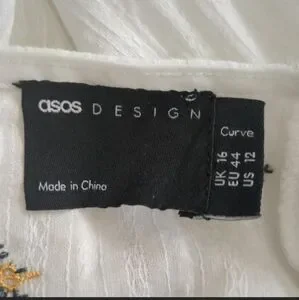 asos DESIGN
Made in China
Curve
UK 16
EU 44
US 12